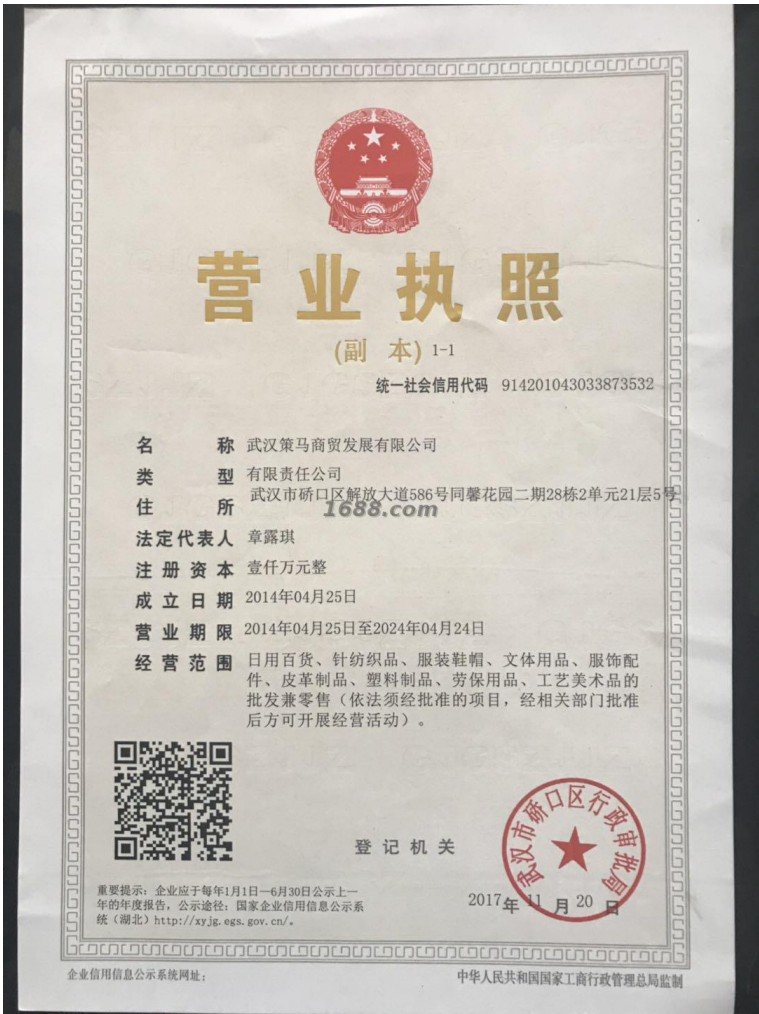 营业执照
(副 本) 1-1
统一社会信用代码 914201043033873532
名 称 武汉策马商贸发展有限公司
类 型 有限责任公司
住 所 武汉市硚口区解放大道586号同馨花园二期28栋2单元21层5号
1688.com
法定代表人 章露琪
注册资本 壹仟万元整
成立日期 2014年04月25日
营业期限 2014年04月25日至2024年04月24日
经营范围 日用百货、针纺织品、服装鞋帽、文体用品、服饰配
件、皮革制品、塑料制品、劳保用品、工艺美术品的
批发兼零售（依法须经批准的项目，经相关部门批准
后方可开展经营活动）。
登记机关
武汉市硚口区行政审批局
2017年 11月 20日
重要提示：企业应于每年1月1日—6月30日公示上一
年的年度报告，公示途径：国家企业信用信息公示系
统（湖北）http://xyjg.egs.gov.cn/。
企业信用信息公示系统网址：
中华人民共和国国家工商行政管理总局监制